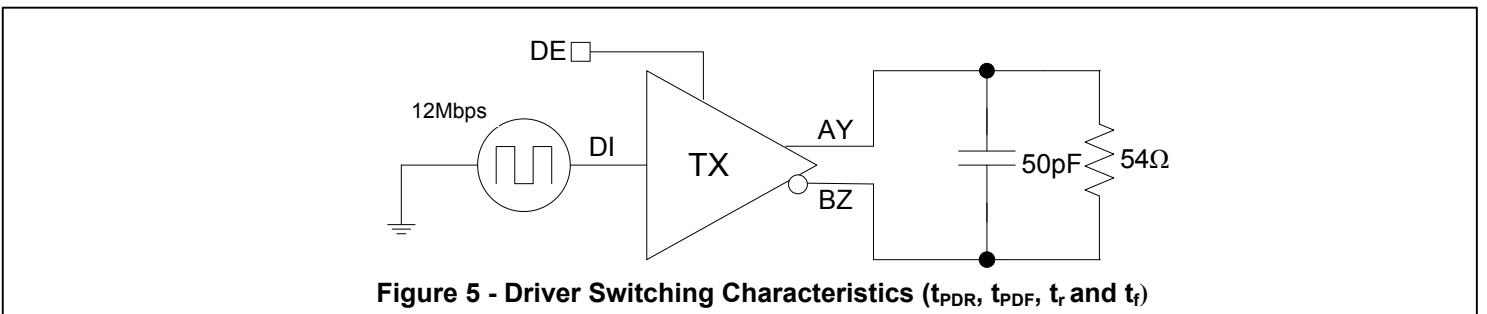 DE
12Mbps
DI
TX
AY
BZ
50pF
54Ω
Figure 5 - Driver Switching Characteristics (tPDR, tPDF, tr and tf)